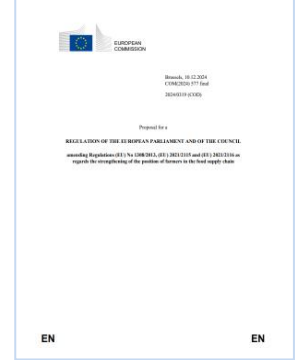 EUROPEAN
COMMISSION
Brussels, 10.12.2024
COM(2024) 577 final
2024/0319 (COD)
Proposal for a
REGULATION OF THE EUROPEAN PARLIAMENT AND OF THE COUNCIL
amending Regulations (EU) No 1308/2013, (EU) 2021/2115 and (EU) 2021/2116 as
regards the strengthening of the position of farmers in the food supply chain
EN
EN